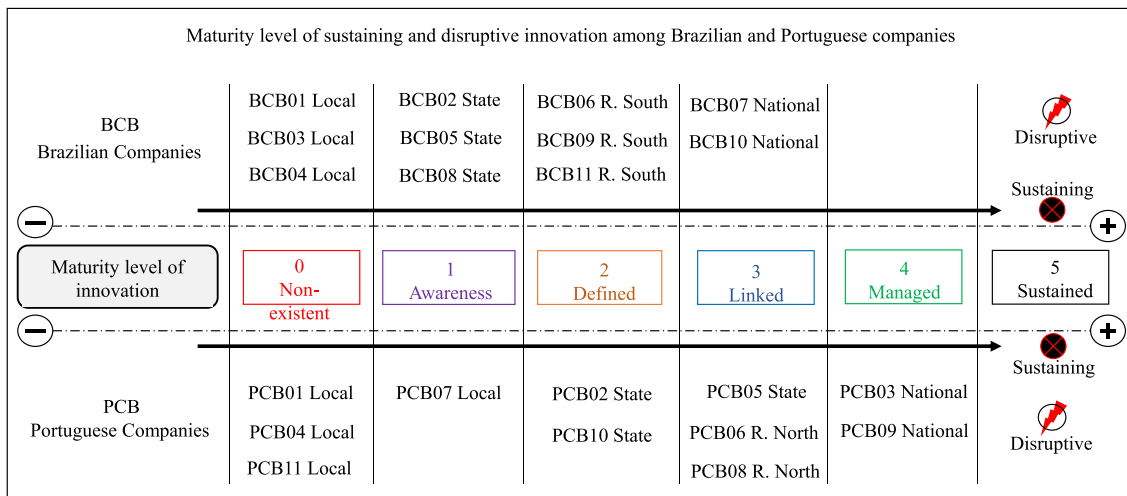 Maturity level of sustaining and disruptive innovation among Brazilian and Portuguese companies
BCB
Brazilian Companies
BCB01 Local
BCB03 Local
BCB04 Local
BCB02 State
BCB05 State
BCB08 State
BCB06 R. South
BCB09 R. South
BCB11 R. South
BCB07 National
BCB10 National
Disruptive
Sustaining
Maturity level of
innovation
0
Non-
existent
1
Awareness
2
Defined
3
Linked
4
Managed
5
Sustained
PCB
Portuguese Companies
PCB01 Local
PCB04 Local
PCB11 Local
PCB07 Local
PCB02 State
PCB10 State
PCB05 State
PCB06 R. North
PCB08 R. North
PCB03 National
PCB09 National
Sustaining
Disruptive